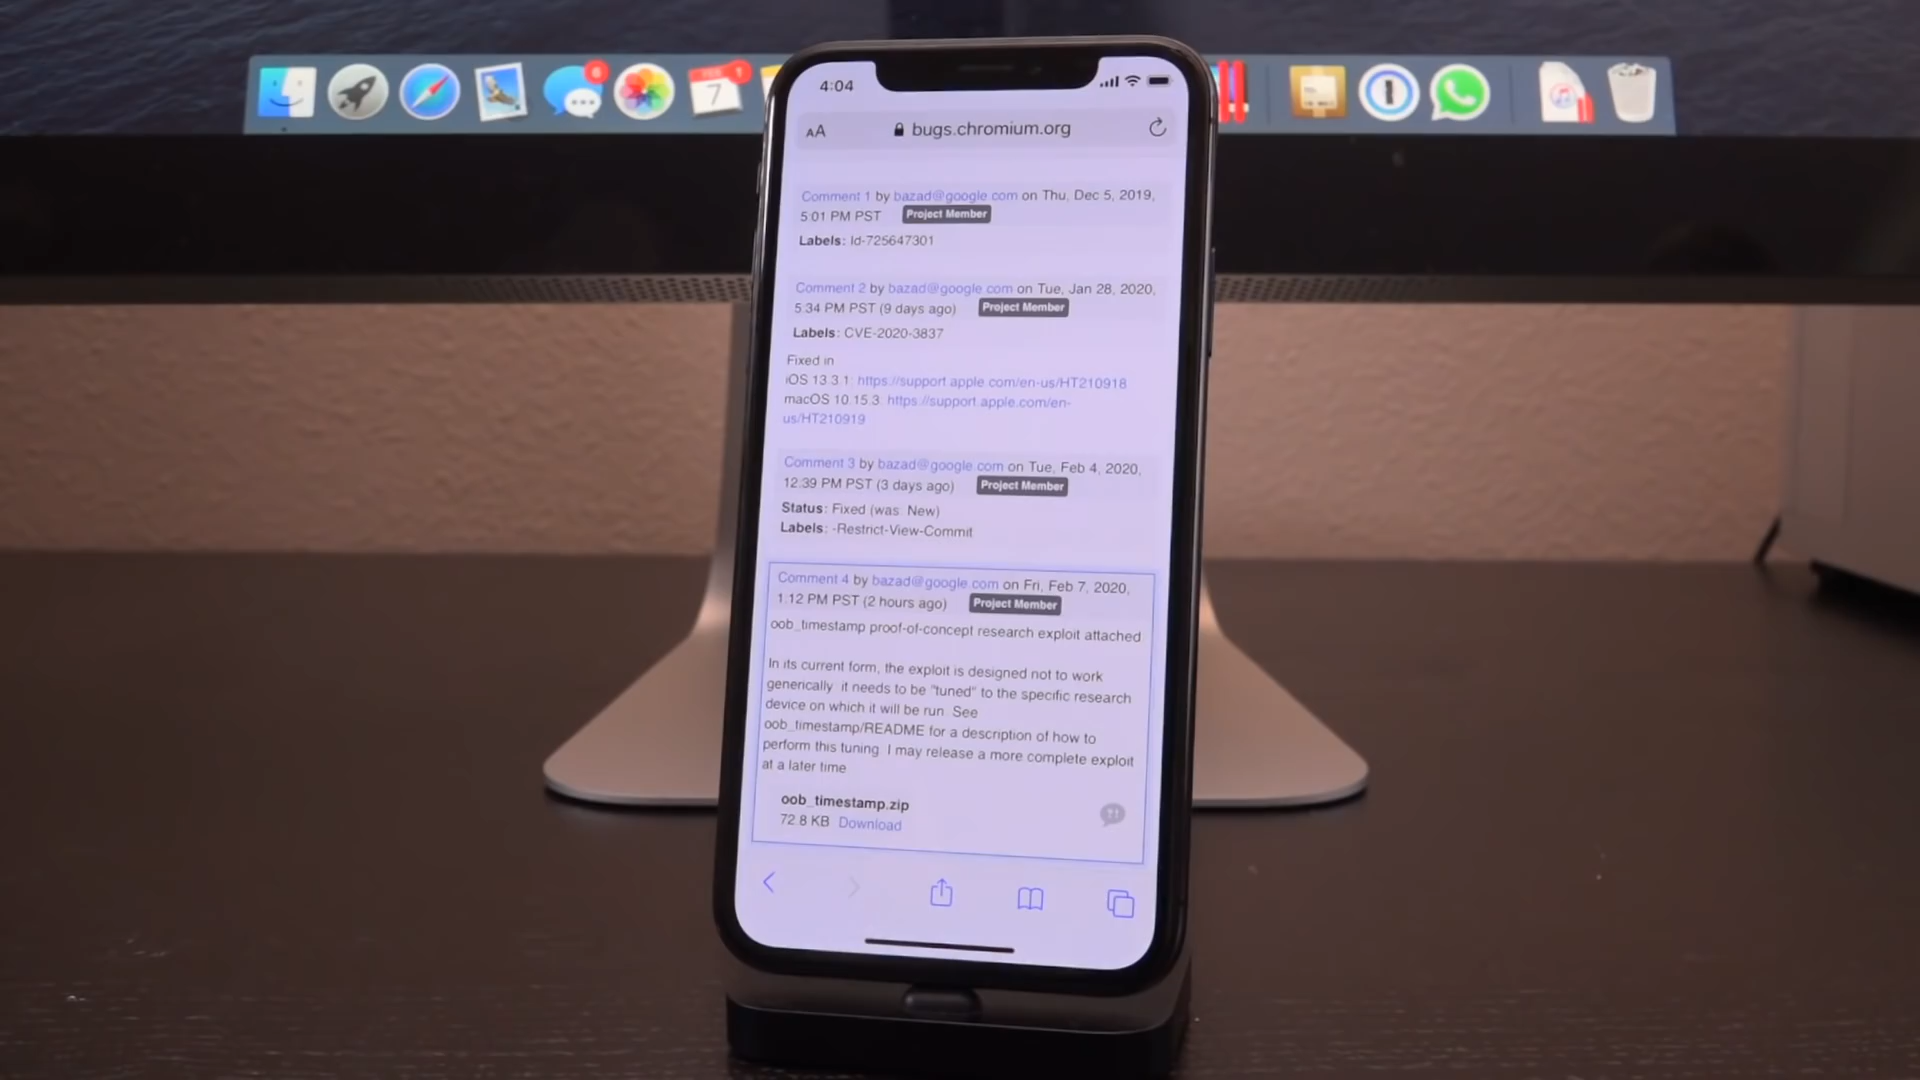 6
7
1
4:04
AA
bugs.chromium.org
Comment 1 by bazad@google.com on Thu, Dec 5, 2019,
5:01 PM PST Project Member
Labels: Id-725647301
Comment 2 by bazad@google.com on Tue, Jan 28, 2020,
5:34 PM PST (9 days ago) Project Member
Labels: CVE-2020-3837
Fixed in
iOS 13.3.1: https://support.apple.com/en-us/HT210918
macOS 10.15.3: https://support.apple.com/en-
us/HT210919
Comment 3 by bazad@google.com on Tue, Feb 4, 2020,
12:39 PM PST (3 days ago) Project Member
Status: Fixed (was: New)
Labels: -Restrict-View-Commit
Comment 4 by bazad@google.com on Fri, Feb 7, 2020,
1:12 PM PST (2 hours ago) Project Member
oob_timestamp proof-of-concept research exploit attached.
In its current form, the exploit is designed not to work
generically: it needs to be "tuned" to the specific research
device on which it will be run. See
oob_timestamp/README for a description of how to
perform this tuning. I may release a more complete exploit
at a later time.
oob_timestamp.zip
72.8 KB Download